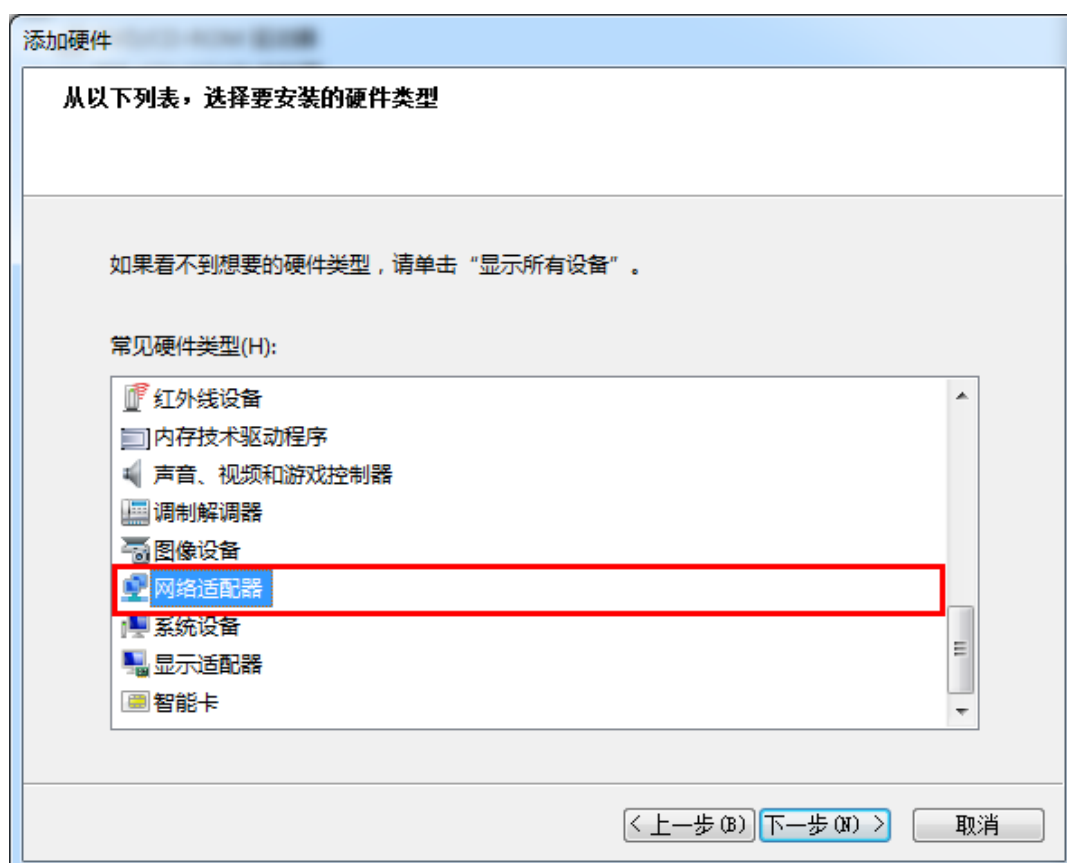 添加硬件
从以下列表，选择要安装的硬件类型
如果看不到想要的硬件类型，请单击“显示所有设备”。
常见硬件类型(H):
红外线设备
内存技术驱动程序
声音、视频和游戏控制器
调制解调器
图像设备
网络适配器
系统设备
显示适配器
智能卡
< 上一步(B) 下一步(N) > 取消